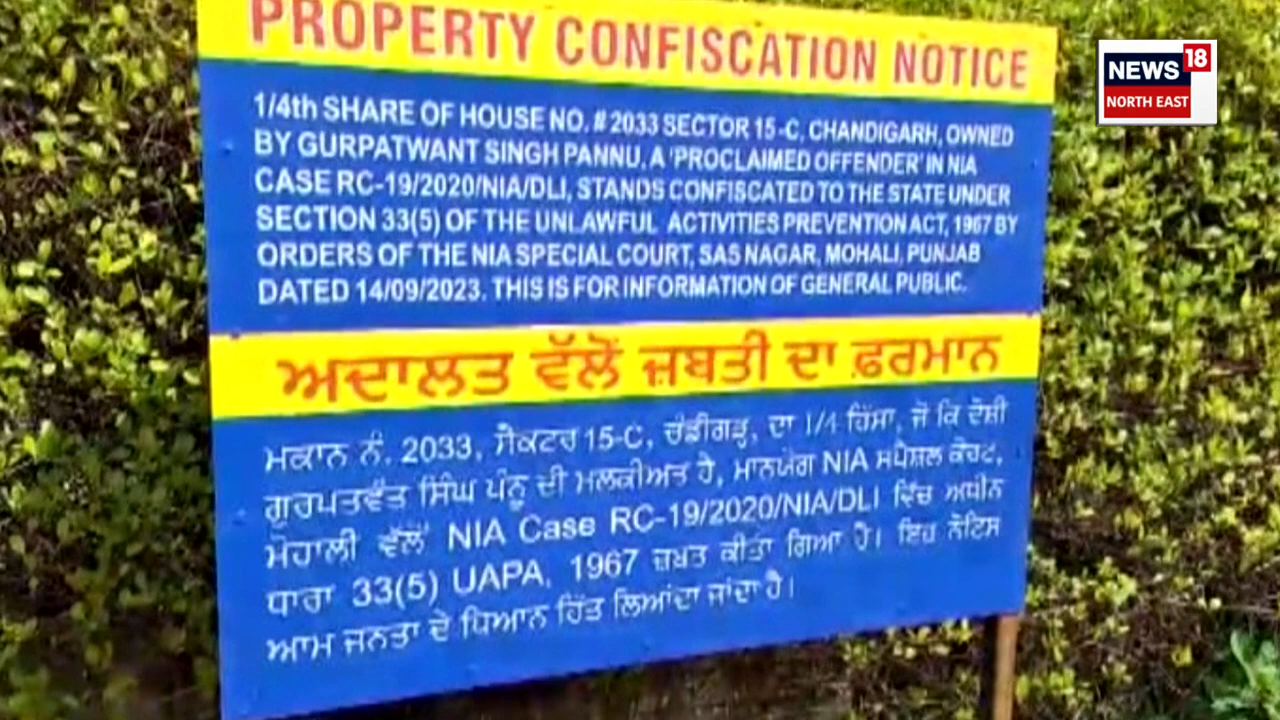 PROPERTY CONFISCATION NOTICE
1/4th SHARE OF HOUSE NO. # 2033 SECTOR 15-C, CHANDIGARH, OWNED
BY GURPATWANT SINGH PANNU, A 'PROCLAIMED OFFENDER' IN NIA
CASE RC-19/2020/NIA/DLI, STANDS CONFISCATED TO THE STATE UNDER
SECTION 33(5) OF THE UNLAWFUL ACTIVITIES PREVENTION ACT, 1967 BY
ORDERS OF THE NIA SPECIAL COURT, SAS NAGAR, MOHALI, PUNJAB
DATED 14/09/2023. THIS IS FOR INFORMATION OF GENERAL PUBLIC.
ਅਦਾਲਤ ਵੱਲੋਂ ਜ਼ਬਤੀ ਦਾ ਫ਼ਰਮਾਨ
ਮਕਾਨ ਨੰ. 2033, ਸੈਕਟਰ 15-C, ਚੰਡੀਗੜ੍ਹ, ਦਾ 1/4 ਹਿੱਸਾ, ਜੋ ਕਿ ਦੋਸ਼ੀ
ਗੁਰਪਤਵੰਤ ਸਿੰਘ ਪੰਨੂ ਦੀ ਮਲਕੀਅਤ ਹੈ, ਮਾਨਯੋਗ NIA ਸਪੈਸ਼ਲ ਕੋਰਟ,
ਮੋਹਾਲੀ ਵੱਲੋਂ NIA Case RC-19/2020/NIA/DLI ਵਿੱਚ ਅਧੀਨ
ਧਾਰਾ 33(5) UAPA, 1967 ਜ਼ਬਤ ਕੀਤਾ ਗਿਆ ਹੈ। ਇਹ ਨੋਟਿਸ
ਆਮ ਜਨਤਾ ਦੇ ਧਿਆਨ ਹਿੱਤ ਲਿਆਂਦਾ ਜਾਂਦਾ ਹੈ।
NEWS 18
NORTH EAST